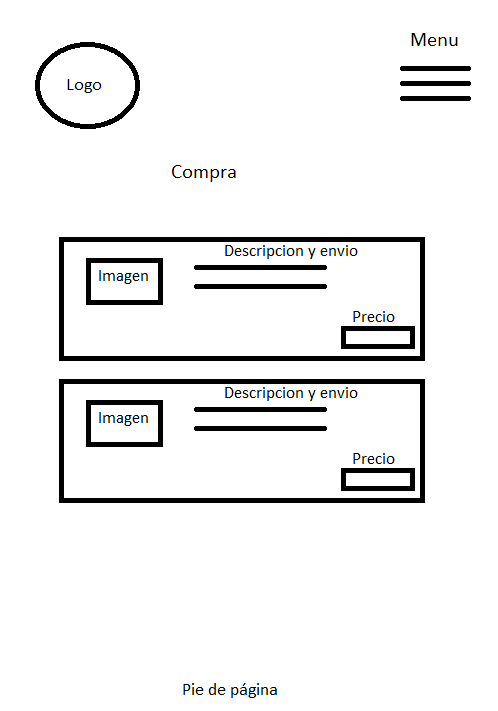 Menu
Logo
Compra
Descripcion y envio
Imagen
Precio
Descripcion y envio
Imagen
Precio
Pie de página